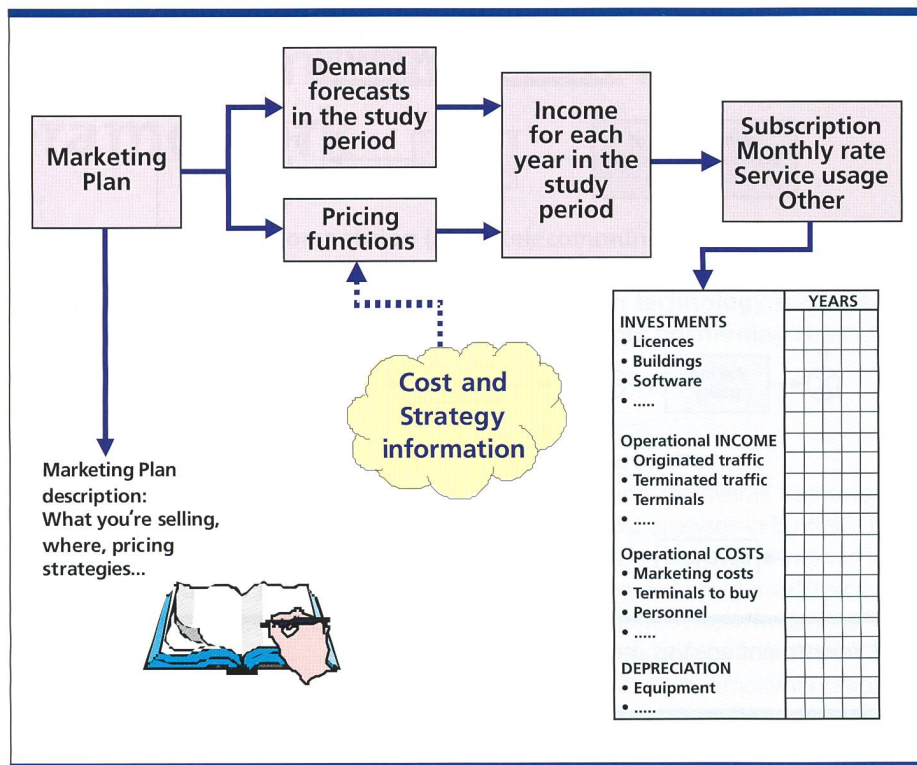 Marketing
Plan
Demand
forecasts
in the study
period
Pricing
functions
Income
for each
year in the
study
period
Subscription
Monthly rate
Service usage
Other
Cost and
Strategy
information
Marketing Plan
description:
What you're selling,
where, pricing
strategies...
YEARS
INVESTMENTS
• Licences
• Buildings
• Software
• .....
Operational INCOME
• Originated traffic
• Terminated traffic
• Terminals
• .....
Operational COSTS
• Marketing costs
• Terminals to buy
• Personnel
• .....
DEPRECIATION
• Equipment
• .....